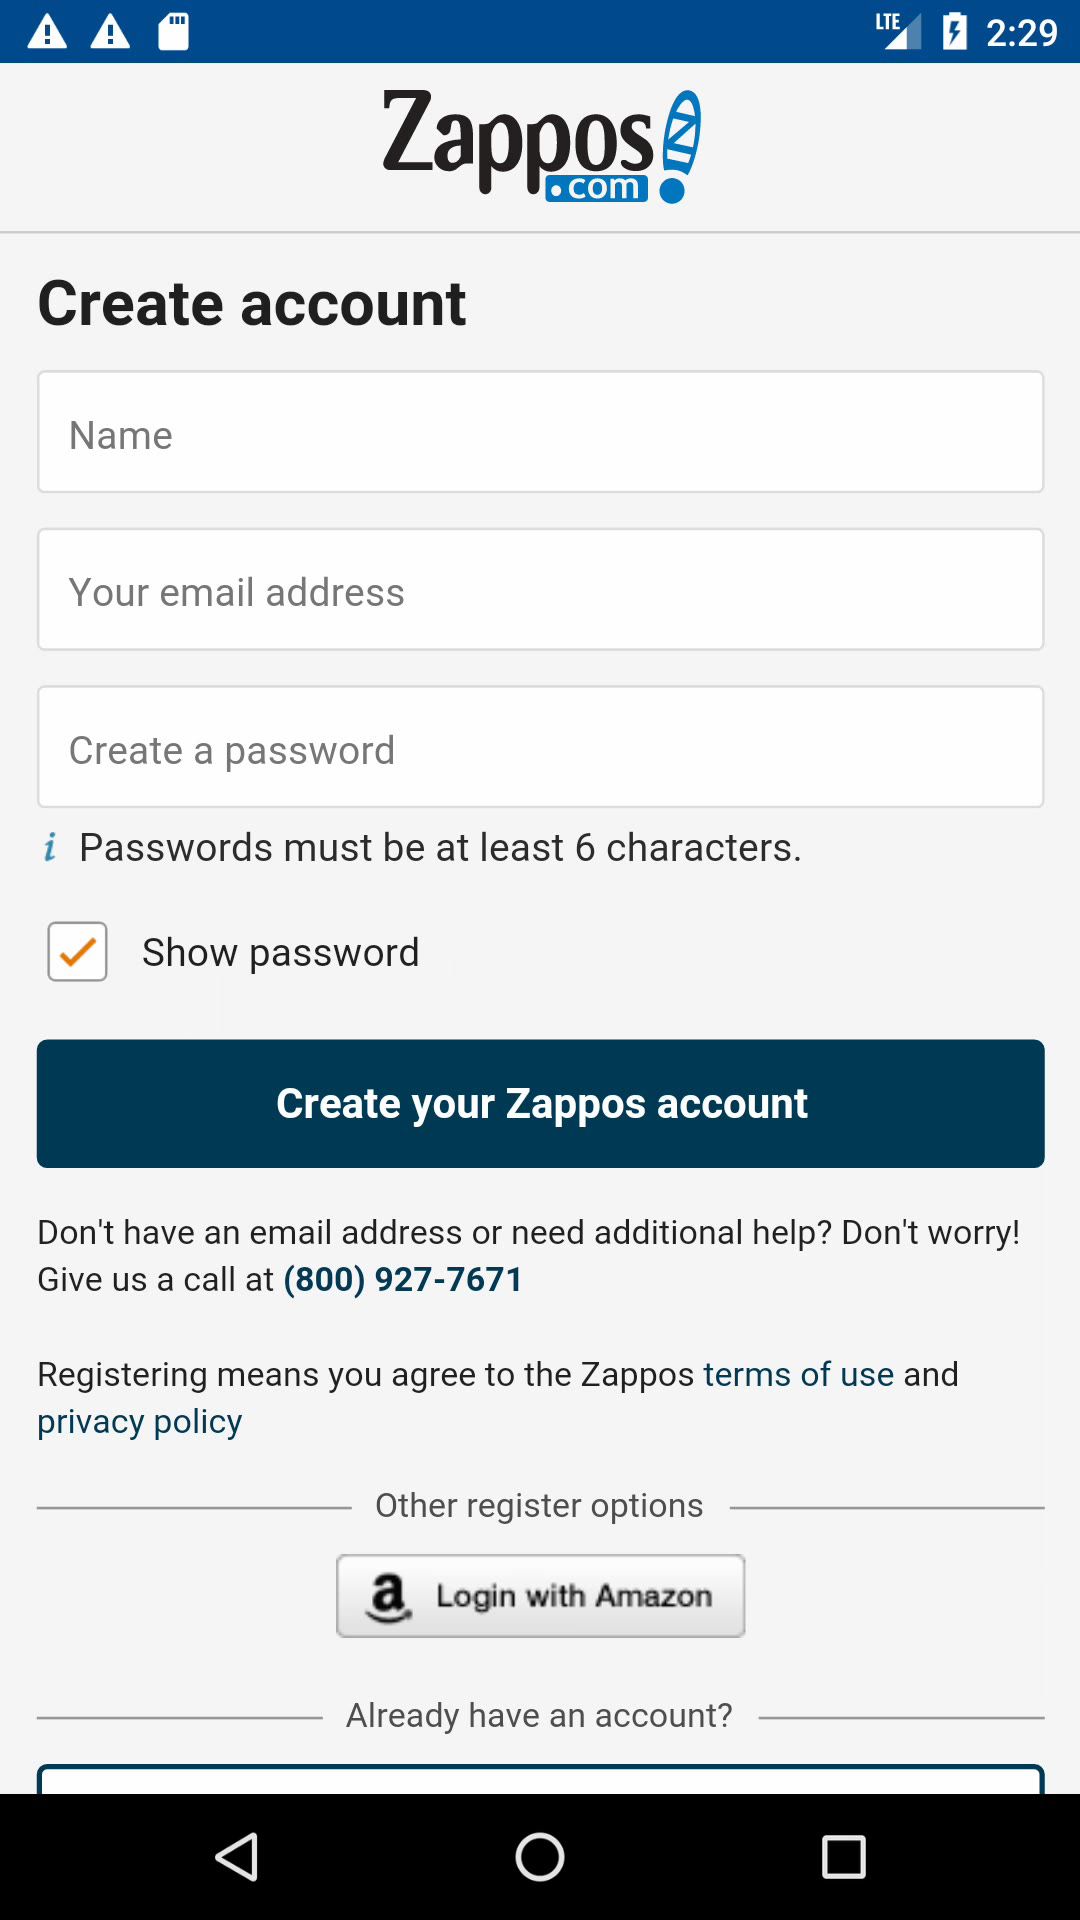 LTE 2:29
Zappos
.com
Create account
Name
Your email address
Create a password
i Passwords must be at least 6 characters.
Show password
Create your Zappos account
Don't have an email address or need additional help? Don't worry!
Give us a call at (800) 927-7671
Registering means you agree to the Zappos terms of use and
privacy policy
Other register options
a Login with Amazon
Already have an account?